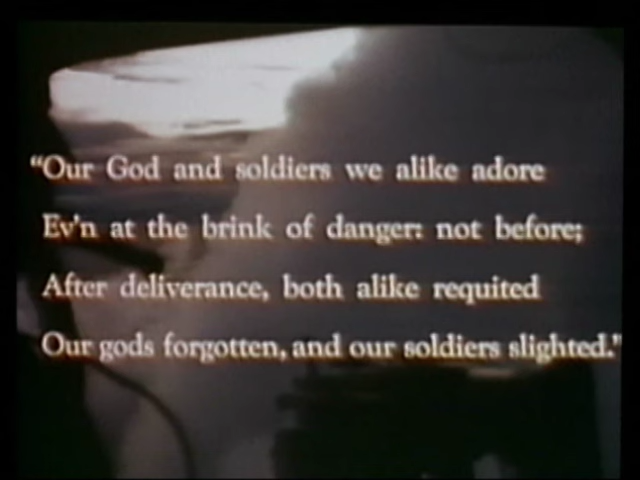 “Our God and soldiers we alike adore
Ev'n at the brink of danger: not before;
After deliverance, both alike requited
Our gods forgotten, and our soldiers slighted."